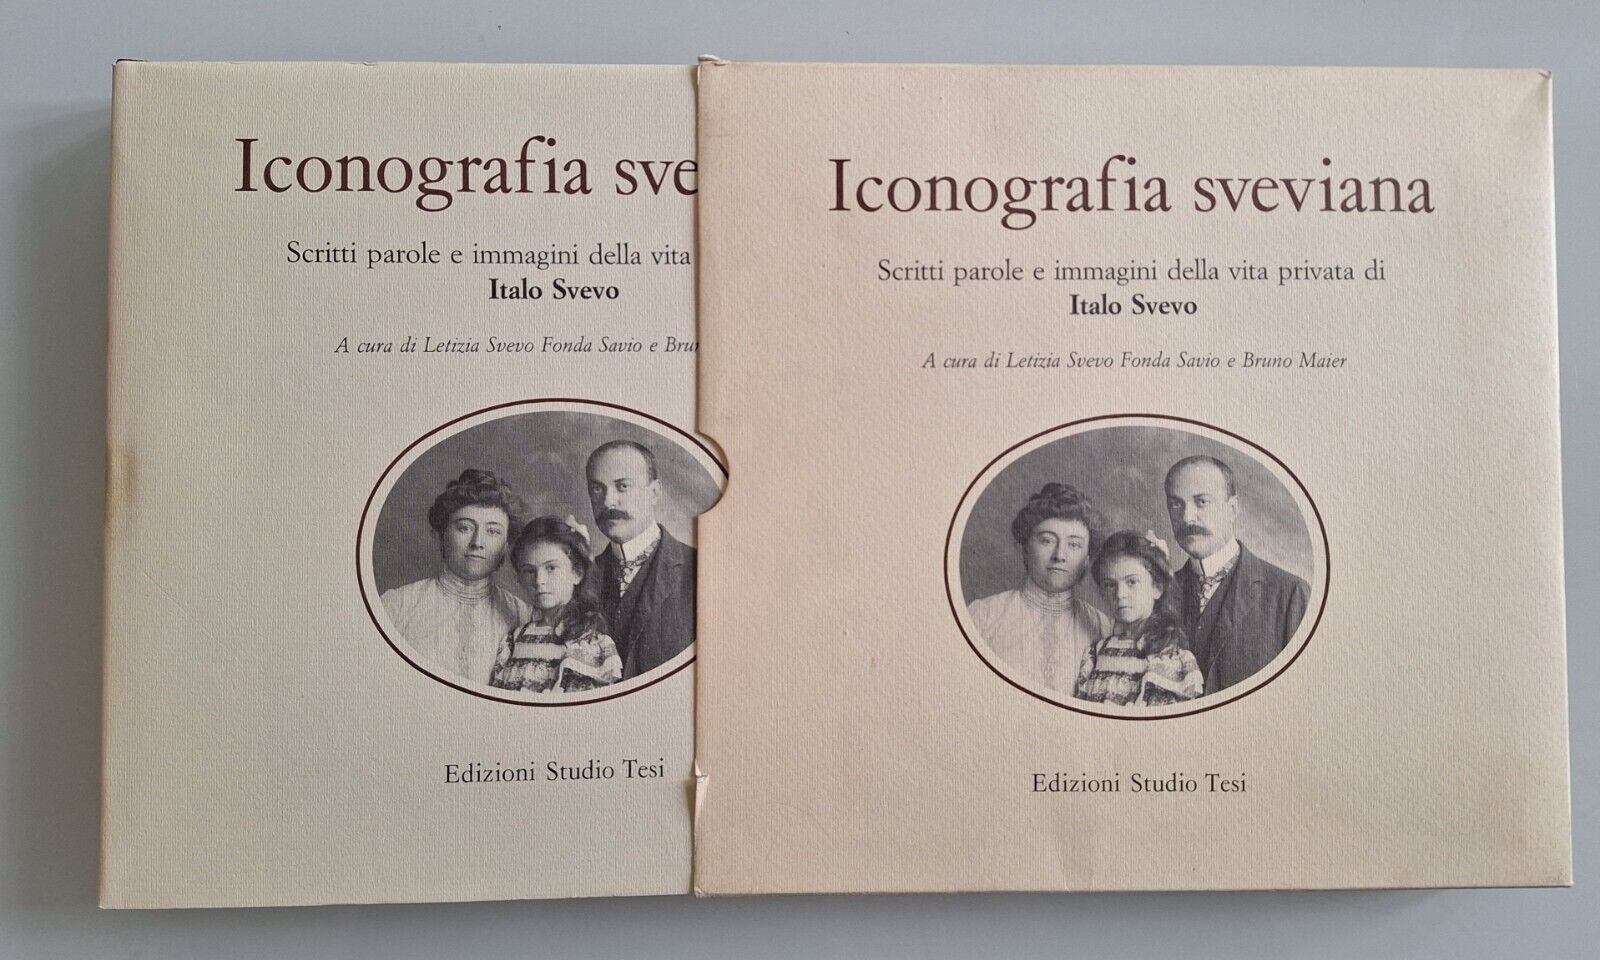 Iconografia sve
Scritti parole e immagini della vita
Italo Svevo
A cura di Letizia Svevo Fonda Savio e Bru
Edizioni Studio Tesi
Iconografia sveviana
Scritti parole e immagini della vita privata di
Italo Svevo
A cura di Letizia Svevo Fonda Savio e Bruno Maier
Edizioni Studio Tesi